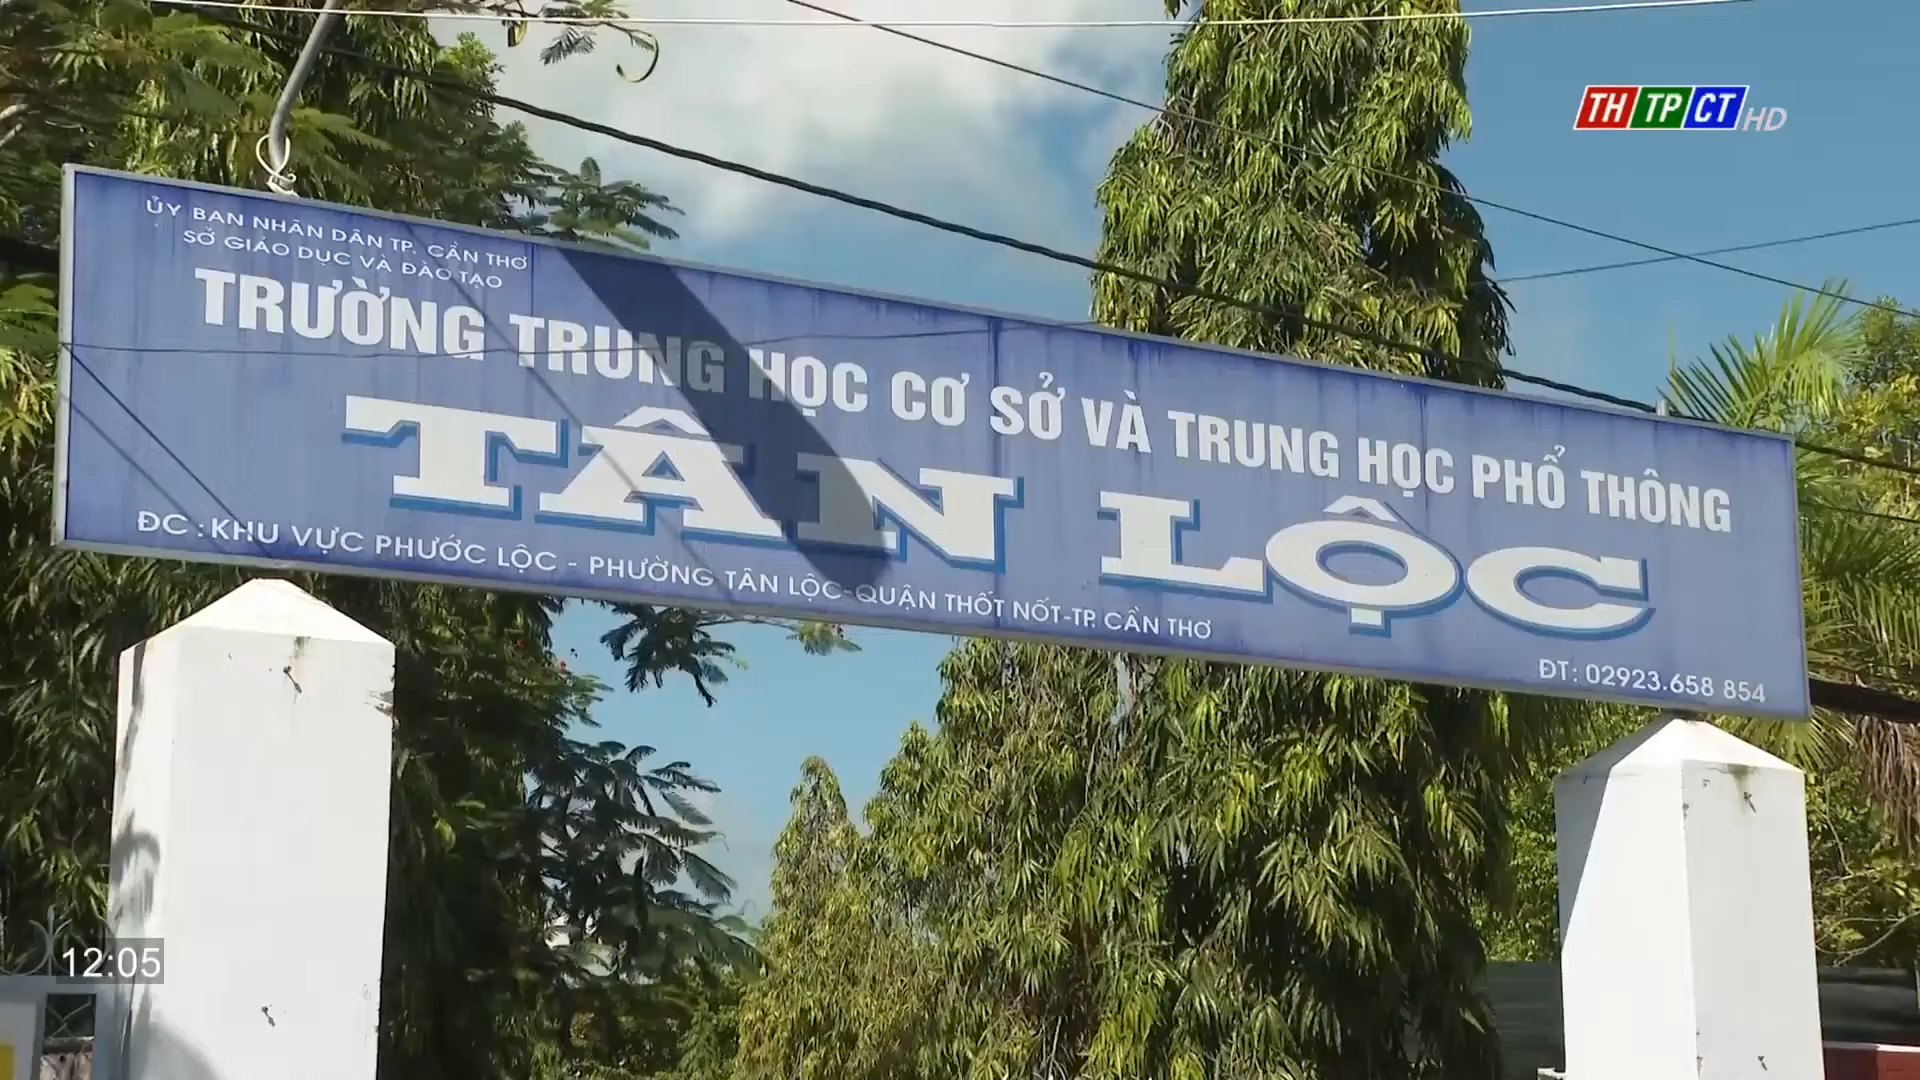 THTPCT HD
ỦY BAN NHÂN DÂN TP. CẦN THƠ
SỞ GIÁO DỤC VÀ ĐÀO TẠO
TRƯỜNG TRUNG HỌC CƠ SỞ VÀ TRUNG HỌC PHỔ THÔNG
TÂN LỘC
ĐC : KHU VỰC PHƯỚC LỘC - PHƯỜNG TÂN LỘC-QUẬN THỐT NỐT-TP. CẦN THƠ
ĐT: 02923.658 854
12:05